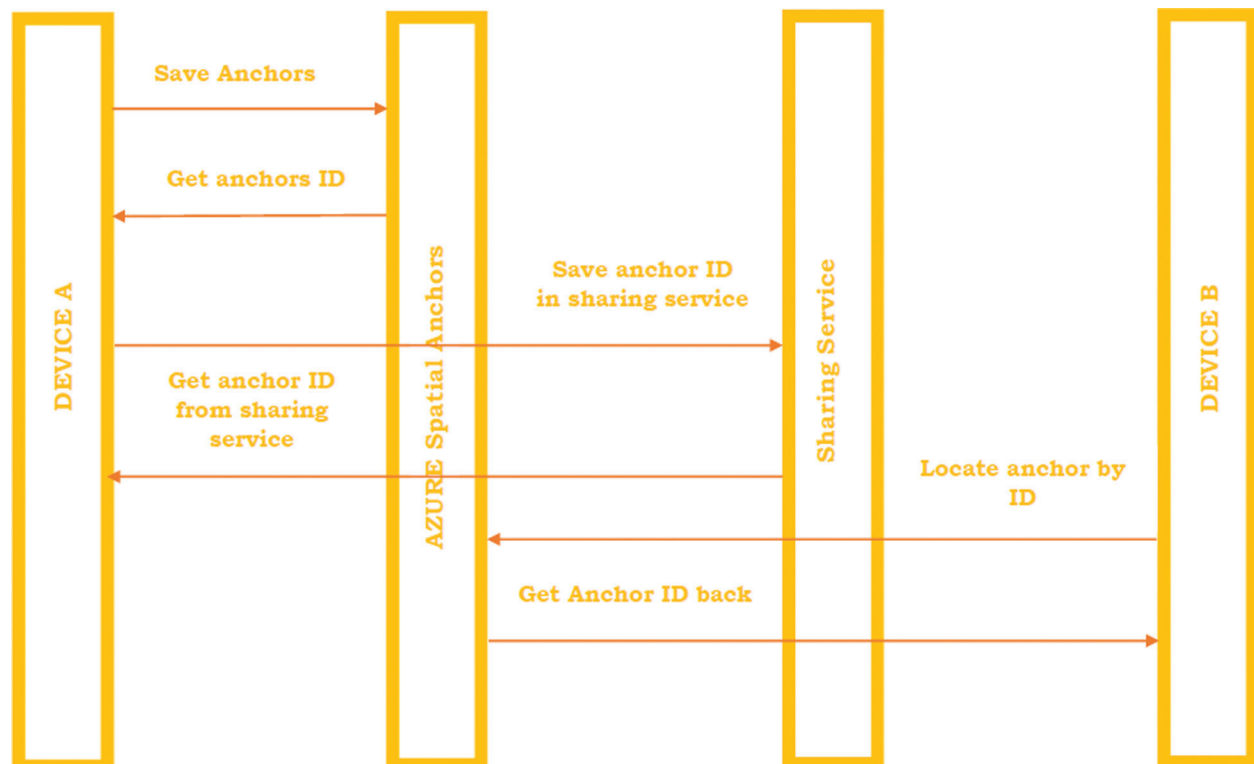 Save Anchors
Get anchors ID
Save anchor ID
in sharing service
Get anchor ID
from sharing
service
Locate anchor by
ID
Get Anchor ID back
DEVICE A
AZURE Spatial Anchors
Sharing Service
DEVICE B